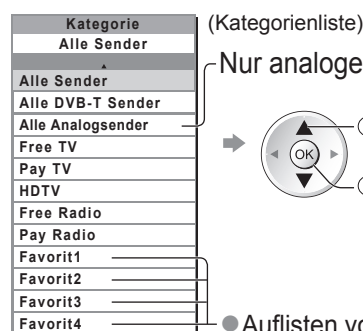 Kategorie
Alle Sender
Alle Sender
Alle DVB-T Sender
Alle Analogsender
Free TV
Pay TV
HDTV
Free Radio
Pay Radio
Favorit1
Favorit2
Favorit3
Favorit4
(Kategorienliste)
Nur analoge
OK
Auflisten